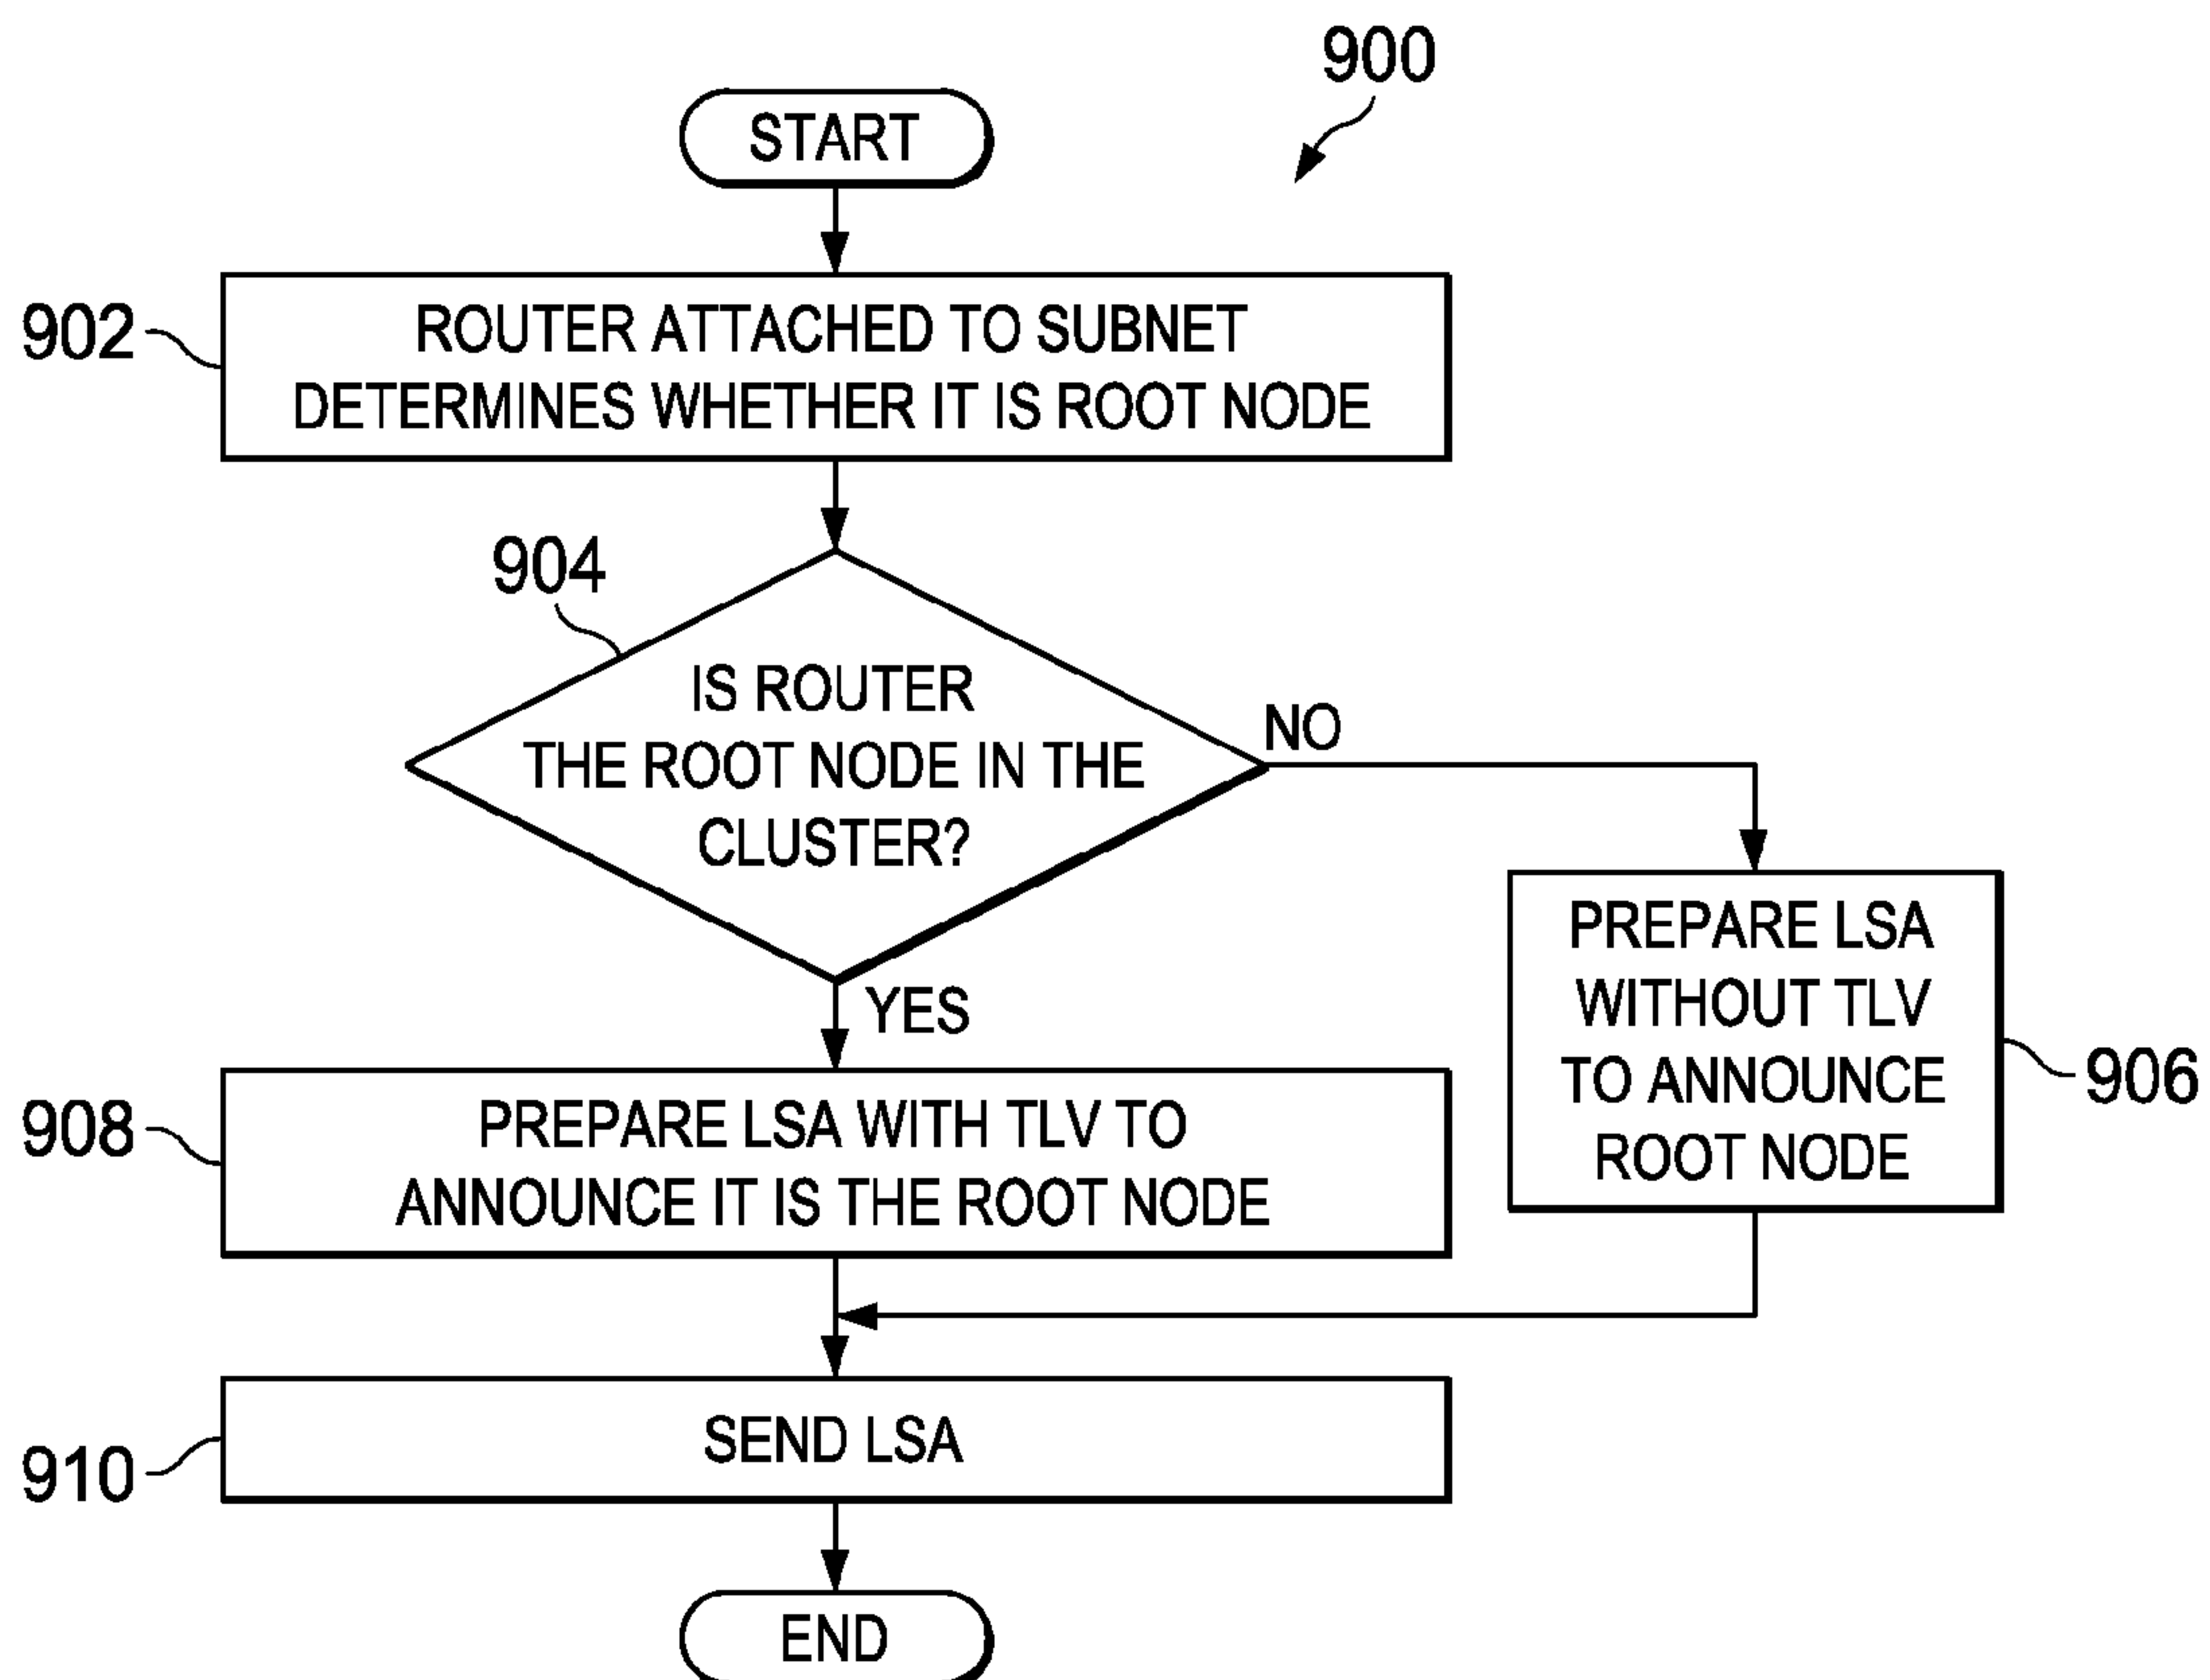 900
START
902
ROUTER ATTACHED TO SUBNET
DETERMINES WHETHER IT IS ROOT NODE
904
IS ROUTER
THE ROOT NODE IN THE
CLUSTER?
NO
YES
PREPARE LSA
WITHOUT TLV
TO ANNOUNCE
ROOT NODE
906
908
PREPARE LSA WITH TLV TO
ANNOUNCE IT IS THE ROOT NODE
910
SEND LSA
END